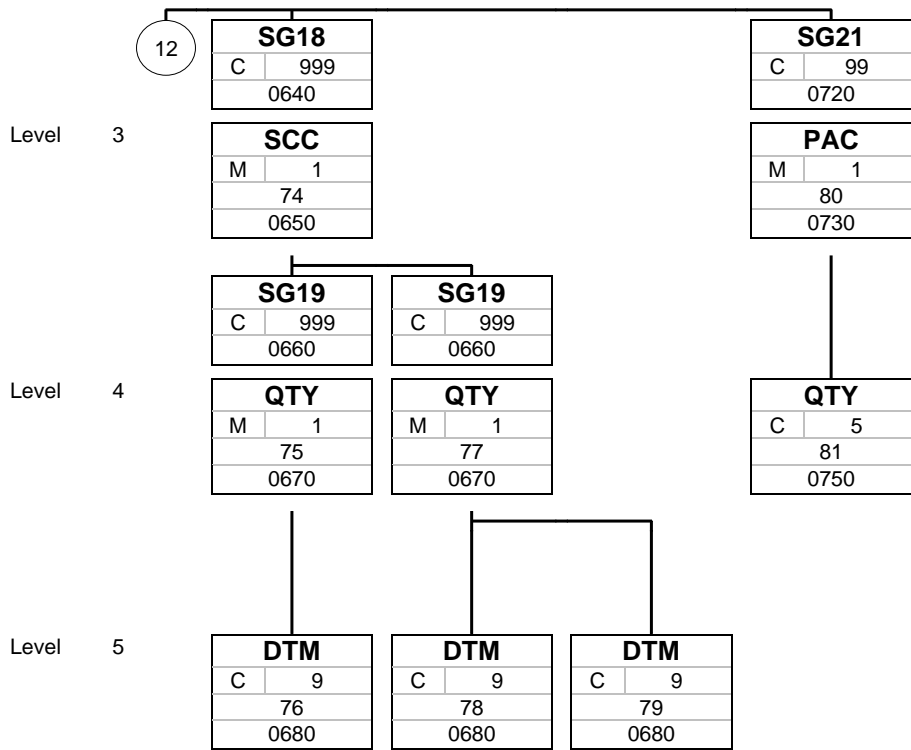 12
SG18
C 999
0640
SG21
C 99
0720
Level 3
SCC
M 1
74
0650
PAC
M 1
80
0730
SG19
C 999
0660
SG19
C 999
0660
Level 4
QTY
M 1
75
0670
QTY
M 1
77
0670
QTY
C 5
81
0750
Level 5
DTM
C 9
76
0680
DTM
C 9
78
0680
DTM
C 9
79
0680